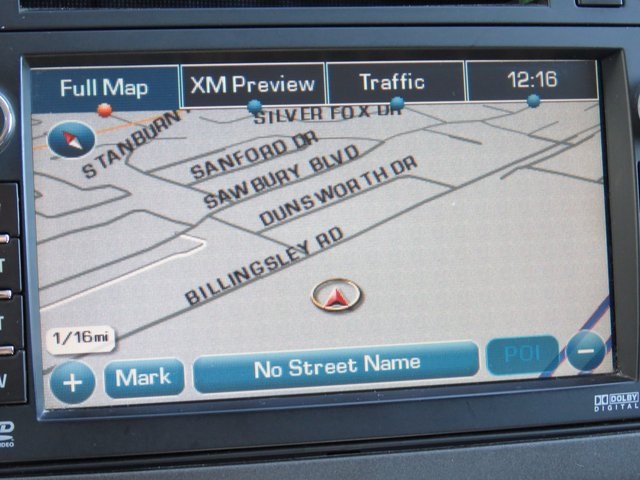 Full Map
XM Preview
Traffic
12:16
STANBURN
SILVER FOX DR
SANFORD DR
SAWBURY BLVD
DUNSWORTH DR
BILLINGSLEY RD
1/16mi
+
Mark
No Street Name
POI
−
DOLBY
DIGITAL